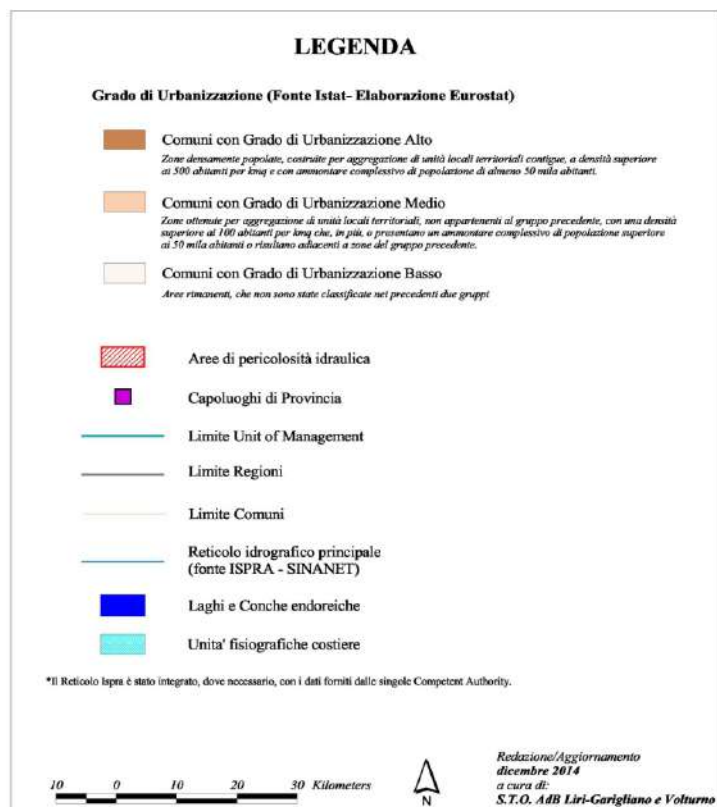 LEGENDA
Grado di Urbanizzazione (Fonte Istat- Elaborazione Eurostat)
Comuni con Grado di Urbanizzazione Alto
Zone densamente popolate, costruite per aggregazione di unità locali territoriali contigue, a densità superiore
ai 500 abitanti per kmq e con ammontare complessivo di popolazione di almeno 50 mila abitanti.
Comuni con Grado di Urbanizzazione Medio
Zone ottenute per aggregazione di unità locali territoriali, non appartenenti al gruppo precedente, con una densità
superiore ai 100 abitanti per kmq che, in più, o presentano un ammontare complessivo di popolazione superiore
ai 50 mila abitanti o risultano adiacenti a zone del gruppo precedente.
Comuni con Grado di Urbanizzazione Basso
Aree rimanenti, che non sono state classificate nei precedenti due gruppi
Aree di pericolosità idraulica
Capoluoghi di Provincia
Limite Unit of Management
Limite Regioni
Limite Comuni
Reticolo idrografico principale
(fonte ISPRA - SINANET)
Laghi e Conche endoreiche
Unita' fisiografiche costiere
*Il Reticolo Ispra è stato integrato, dove necessario, con i dati forniti dalle singole Competent Authority.
10 0 10 20 30 Kilometers
N
Redazione/Aggiornamento
dicembre 2014
a cura di:
S.T.O. AdB Liri-Garigliano e Volturno